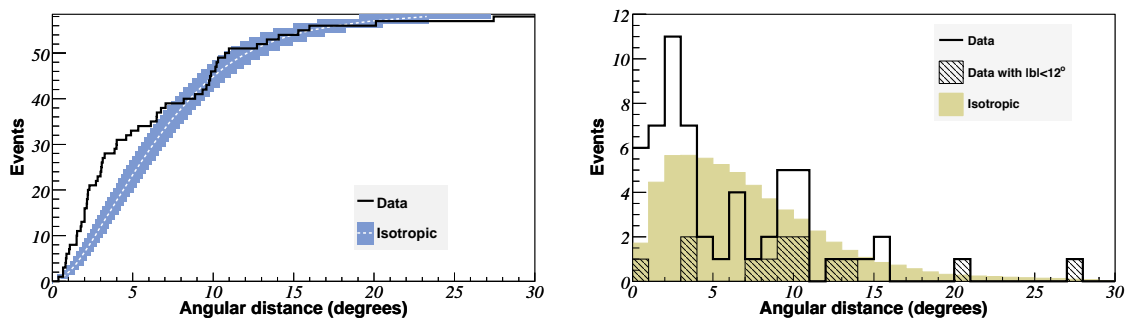 50
40
30
20
10
0
Events
Data
Isotropic
0 5 10 15 20 25 30
Angular distance (degrees)
12
10
8
6
4
2
0
Events
Data
Data with |b|<12°
Isotropic
0 5 10 15 20 25 30
Angular distance (degrees)